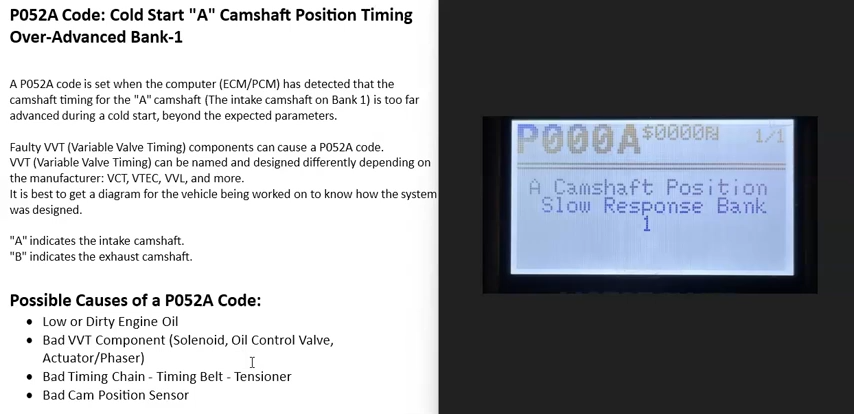 P052A Code: Cold Start "A" Camshaft Position Timing
Over-Advanced Bank-1
A P052A code is set when the computer (ECM/PCM) has detected that the
camshaft timing for the "A" camshaft (The intake camshaft on Bank 1) is too far
advanced during a cold start, beyond the expected parameters.
Faulty VVT (Variable Valve Timing) components can cause a P052A code.
VVT (Variable Valve Timing) can be named and designed differently depending on
the manufacturer: VCT, VTEC, VVL, and more.
It is best to get a diagram for the vehicle being worked on to know how the system
was designed.
"A" indicates the intake camshaft.
"B" indicates the exhaust camshaft.
Possible Causes of a P052A Code:
• Low or Dirty Engine Oil
• Bad VVT Component (Solenoid, Oil Control Valve,
Actuator/Phaser)
• Bad Timing Chain - Timing Belt - Tensioner
• Bad Cam Position Sensor
P000A 1/1
A Camshaft Position
Slow Response Bank
1